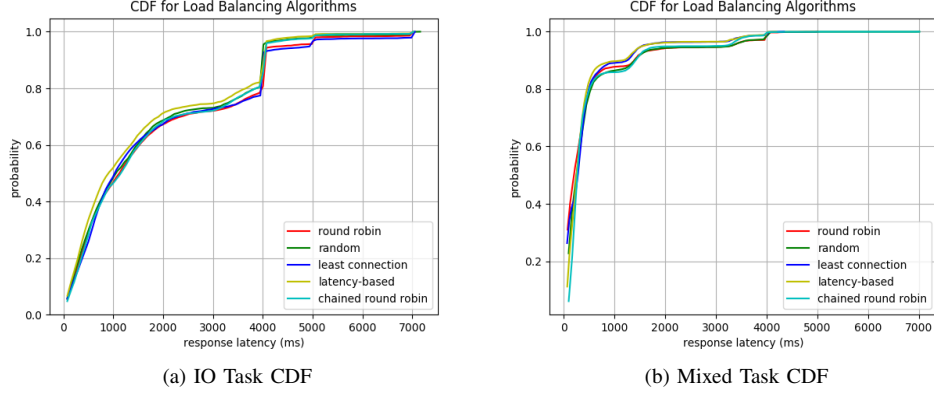 CDF for Load Balancing Algorithms
1.0
0.8
0.6
0.4
0.2
0.0
probability
0 1000 2000 3000 4000 5000 6000 7000
response latency (ms)
round robin
random
least connection
latency-based
chained round robin
(a) IO Task CDF
CDF for Load Balancing Algorithms
1.0
0.8
0.6
0.4
0.2
probability
0 1000 2000 3000 4000 5000 6000 7000
response latency (ms)
round robin
random
least connection
latency-based
chained round robin
(b) Mixed Task CDF